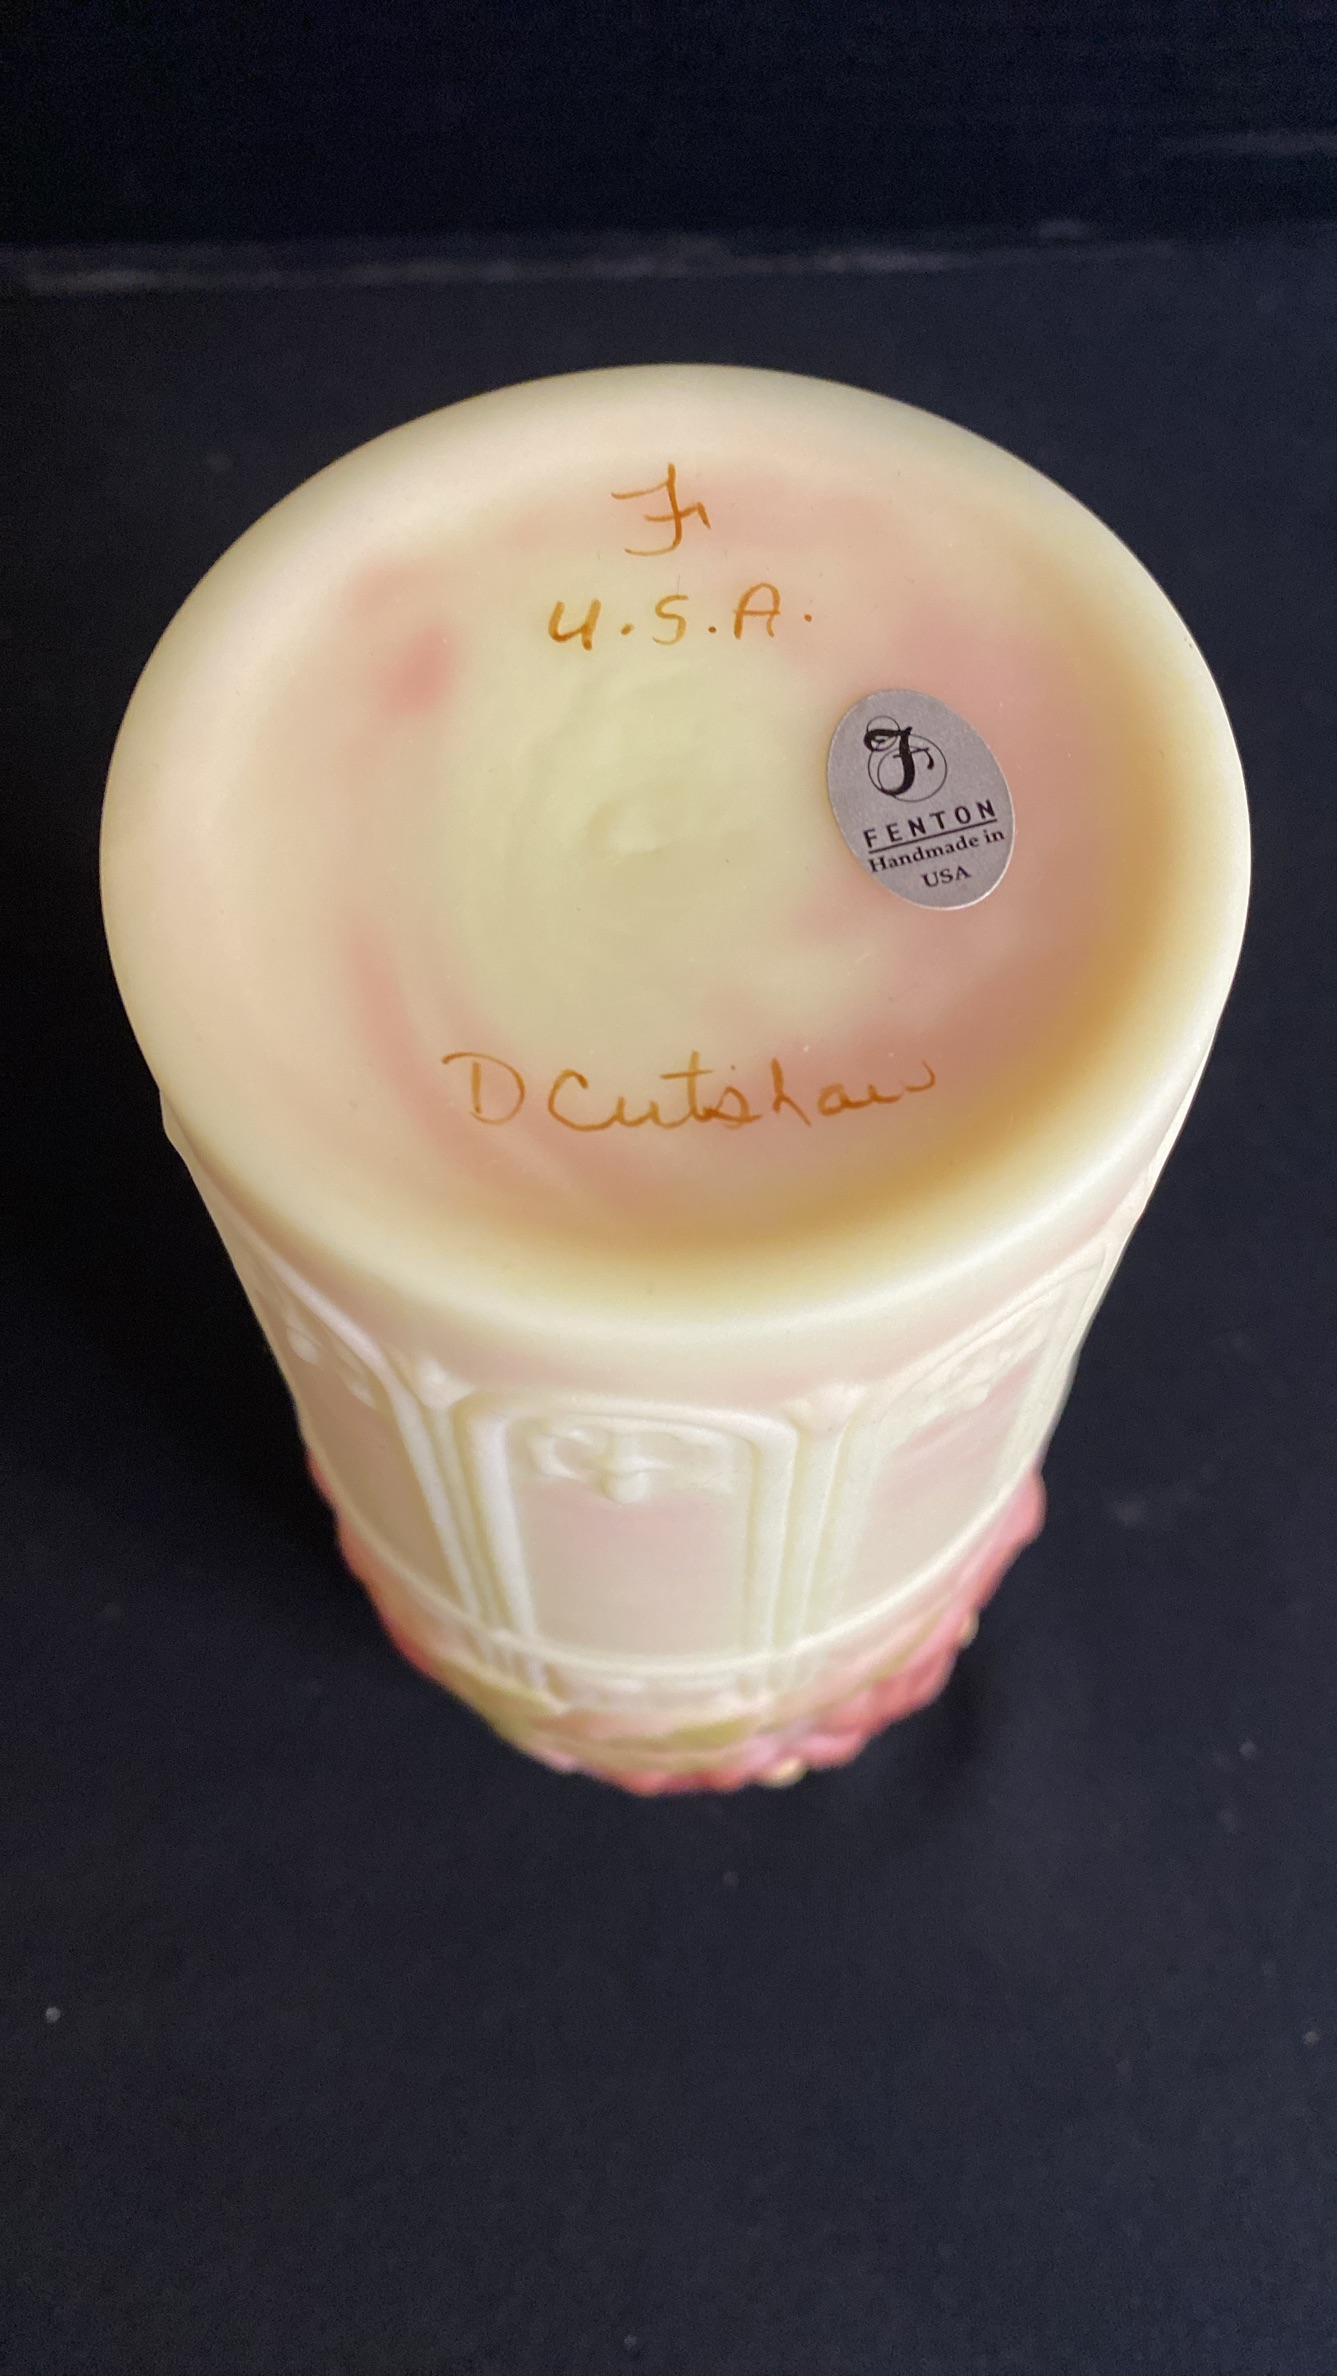 F
U.S.A.
F
FENTON
Handmade in
USA
D Cutshaw